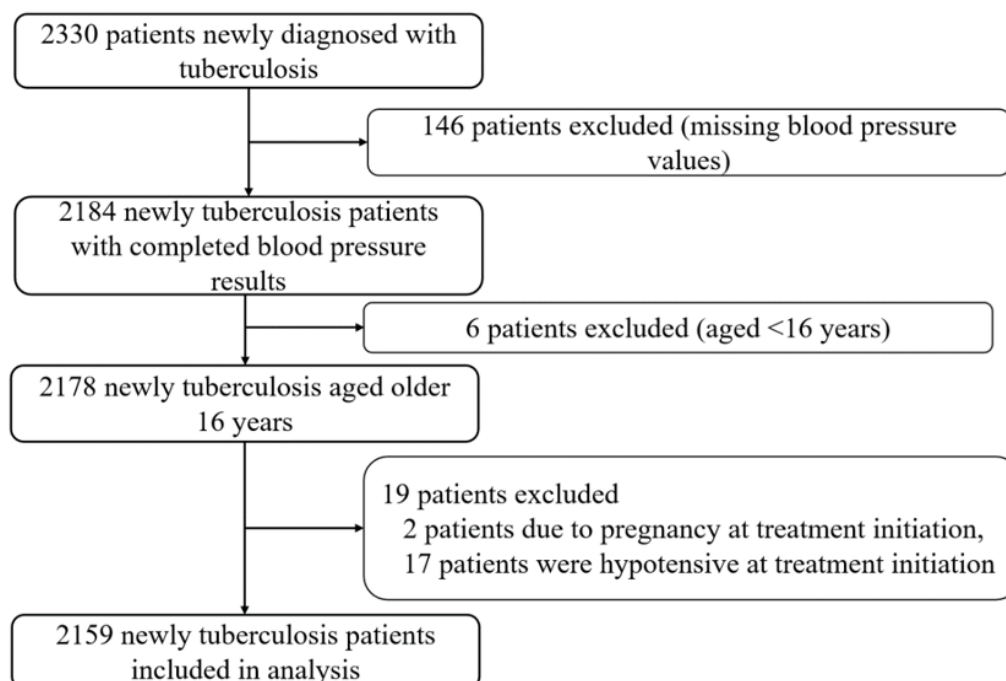 2330 patients newly diagnosed with
tuberculosis
146 patients excluded (missing blood pressure
values)
2184 newly tuberculosis patients
with completed blood pressure
results
6 patients excluded (aged <16 years)
2178 newly tuberculosis aged older
16 years
19 patients excluded
2 patients due to pregnancy at treatment initiation,
17 patients were hypotensive at treatment initiation
2159 newly tuberculosis patients
included in analysis